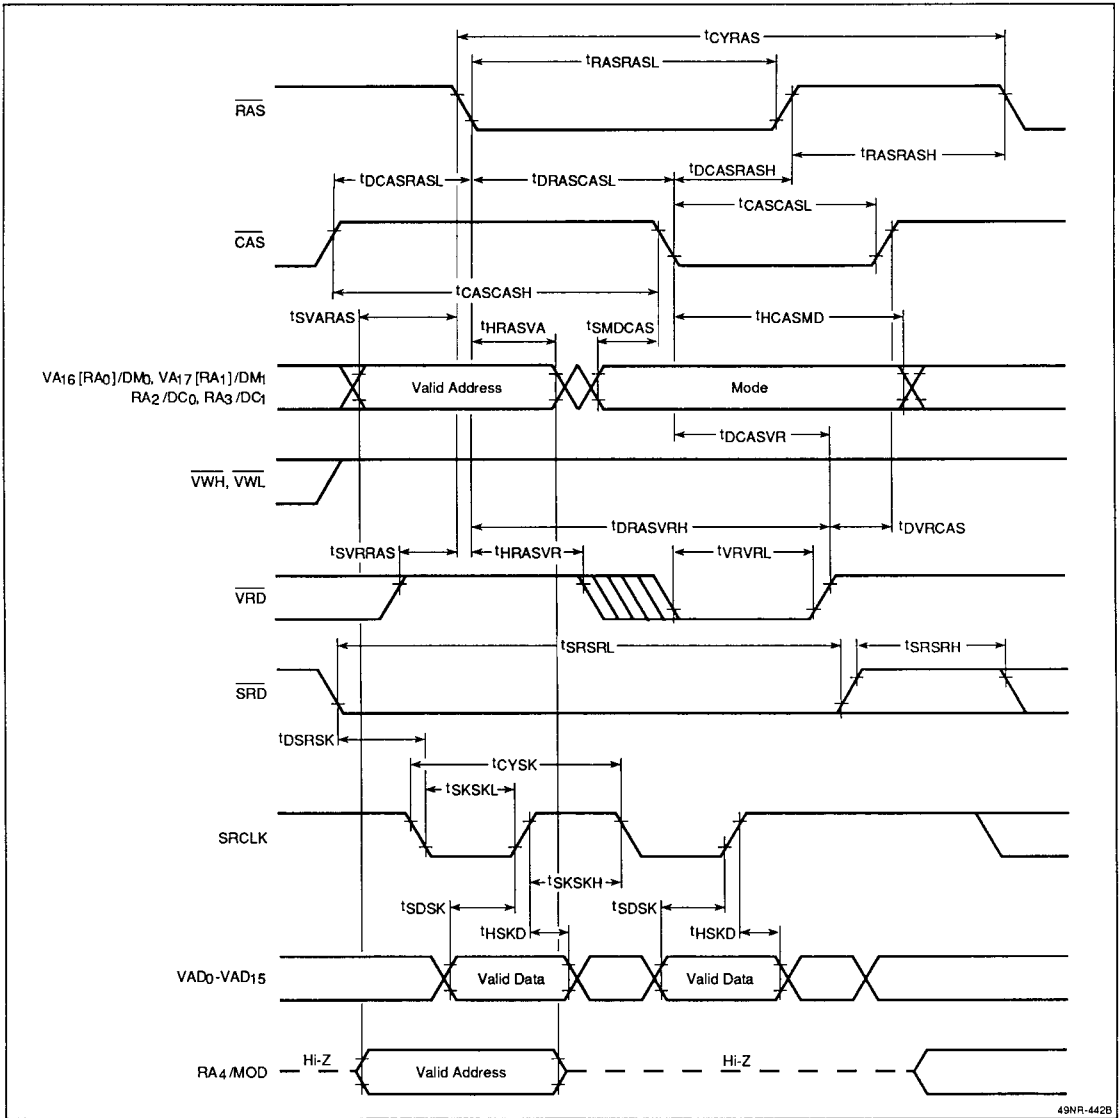 tCYRAS
tRASRASL
RAS
tRASRASH
tDCASRASL
tDRASCASL
tDCASRASH
tCASCASL
CAS
tCASCASH
tSVARAS
tHRASVA
tSMDCAS
tHCASMD
VA16 [RA0]/DM0, VA17 [RA1]/DM1
RA2 /DC0, RA3 /DC1
Valid Address
Mode
tDCASVR
VWH, VWL
tDRASVRH
tDVRCAS
tSVRRAS
tHRASVR
tVRVRL
VRD
tSRSRL
tSRSRH
SRD
tDSRSK
tCYSK
tSKSKL
SRCLK
tSKSKH
tSDSK
tSDSK
tHSKD
tHSKD
VAD0-VAD15
Valid Data
Valid Data
RA4 /MOD
Hi-Z
Valid Address
Hi-Z
49NR-442B